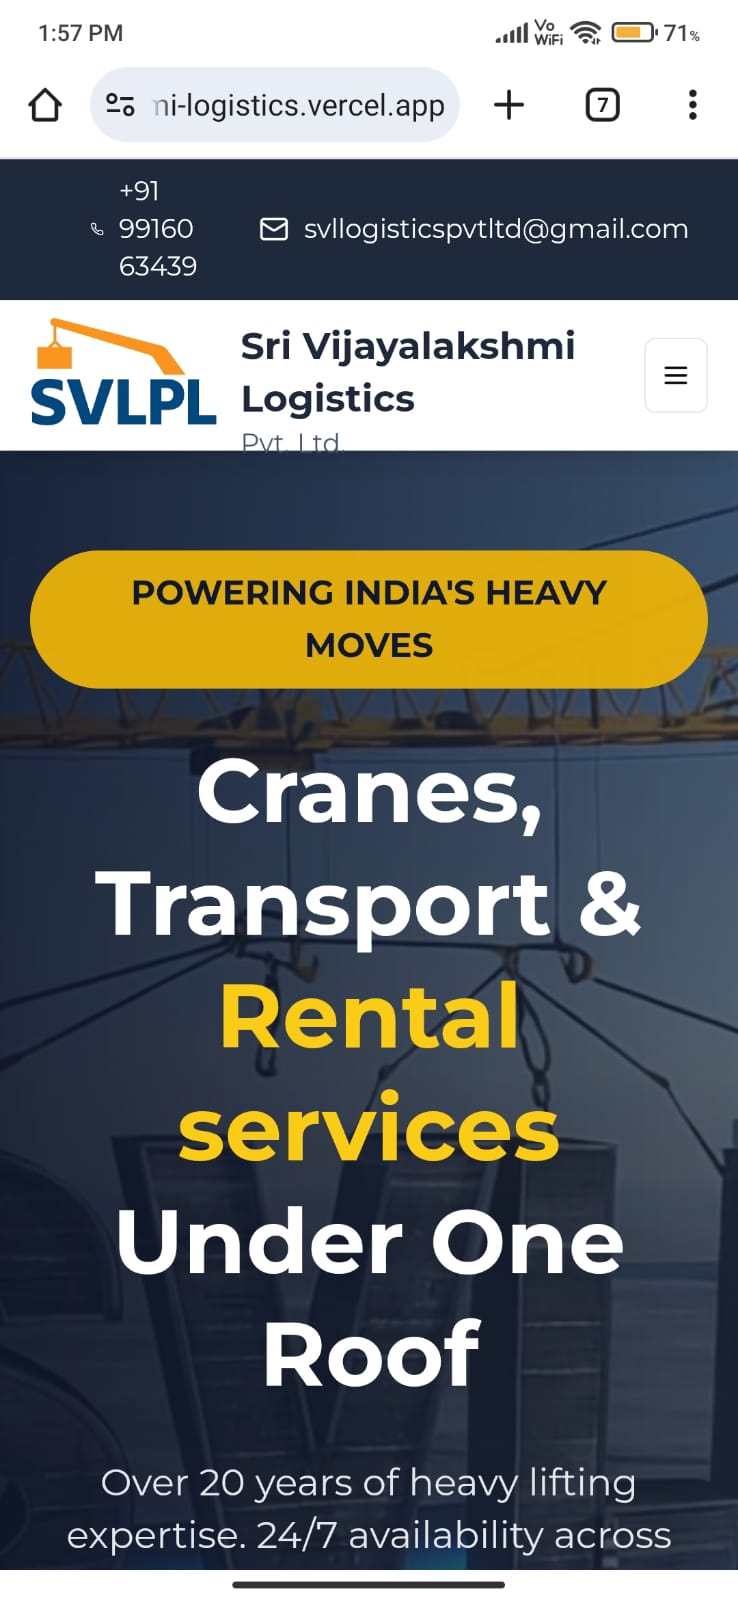 1:57 PM
Vo
WiFi
71%
ni-logistics.vercel.app
7
+91
99160
63439
svllogisticspvtltd@gmail.com
SVLPL
Sri Vijayalakshmi
Logistics
Pvt. Ltd.
POWERING INDIA'S HEAVY
MOVES
Cranes,
Transport &
Rental
services
Under One
Roof
Over 20 years of heavy lifting
expertise. 24/7 availability across